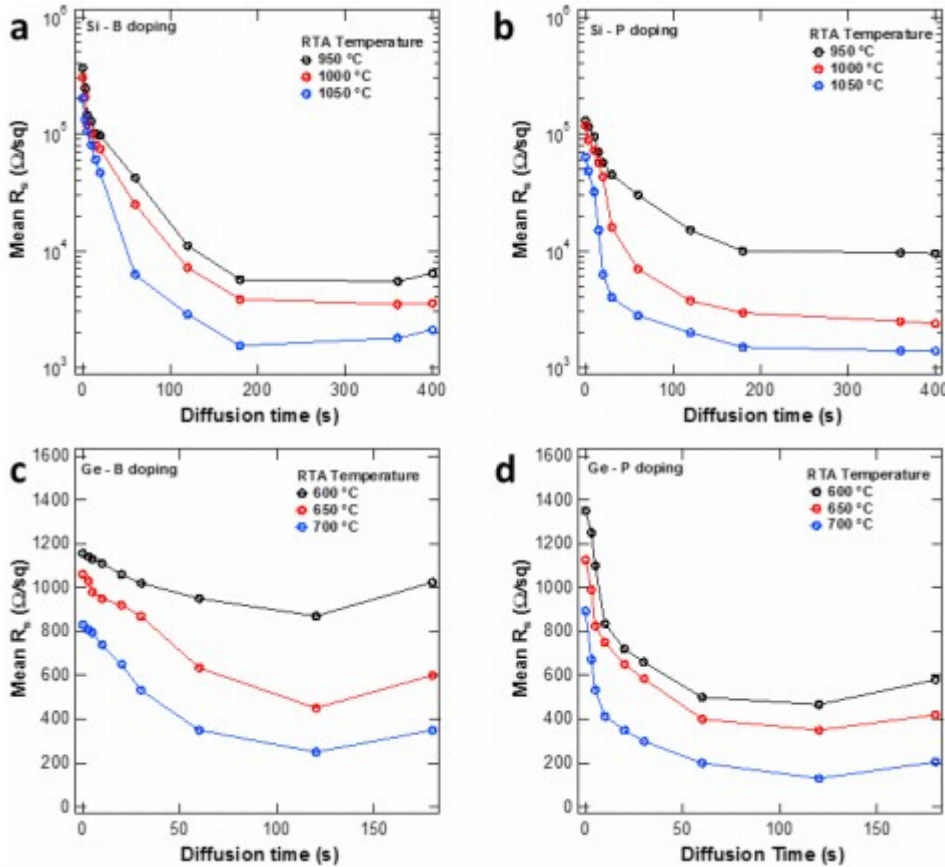 a
Si - B doping
RTA Temperature
950 °C
1000 °C
1050 °C
10⁶
10⁵
10⁴
10³
Mean Rₛ (Ω/sq)
0
100
200
300
400
Diffusion time (s)
b
Si - P doping
RTA Temperature
950 °C
1000 °C
1050 °C
10⁶
10⁵
10⁴
10³
Mean Rₛ (Ω/sq)
0
100
200
300
400
Diffusion time (s)
c
Ge - B doping
RTA Temperature
600 °C
650 °C
700 °C
1600
1400
1200
1000
800
600
400
200
0
Mean Rₛ (Ω/sq)
0
50
100
150
Diffusion time (s)
d
Ge - P doping
RTA Temperature
600 °C
650 °C
700 °C
1600
1400
1200
1000
800
600
400
200
0
Mean Rₛ (Ω/sq)
0
50
100
150
Diffusion Time (s)